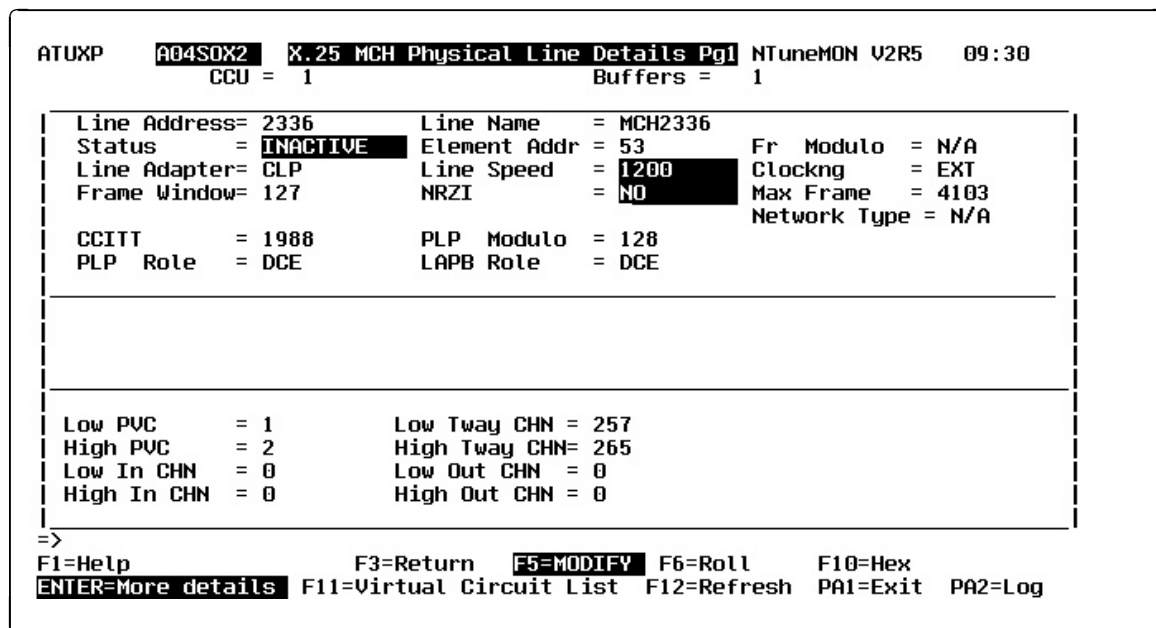 ATUXP A04SOX2 X.25 MCH Physical Line Details Pg1 NTuneMON V2R5 09:30
CCU = 1 Buffers = 1
Line Address= 2336 Line Name = MCH2336
Status = INACTIVE Element Addr = 53 Fr Modulo = N/A
Line Adapter= CLP Line Speed = 1200 Clockng = EXT
Frame Window= 127 NRZI = NO Max Frame = 4103
Network Type = N/A
CCITT = 1988 PLP Modulo = 128
PLP Role = DCE LAPB Role = DCE
Low PVC = 1 Low Tway CHN = 257
High PVC = 2 High Tway CHN= 265
Low In CHN = 0 Low Out CHN = 0
High In CHN = 0 High Out CHN = 0
=>
F1=Help F3=Return F5=MODIFY F6=Roll F10=Hex
ENTER=More details F11=Virtual Circuit List F12=Refresh PA1=Exit PA2=Log